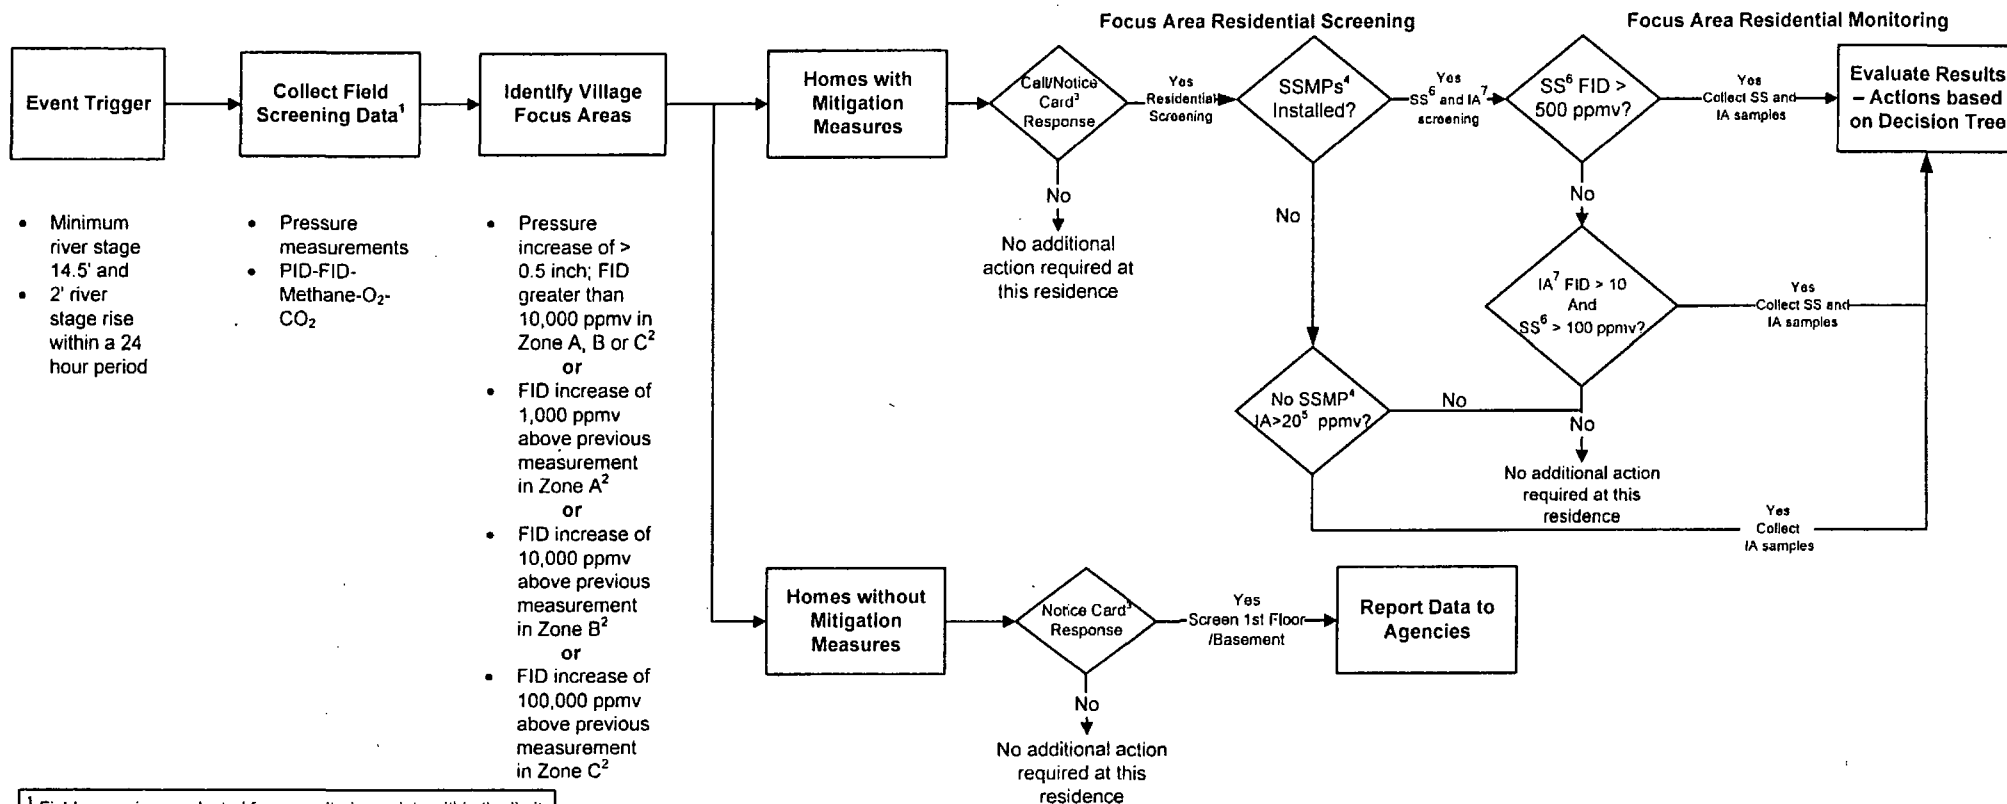 Focus Area Residential Screening
Focus Area Residential Monitoring
Event Trigger
Collect Field
Screening Data¹
Identify Village
Focus Areas
Homes with
Mitigation
Measures
Call/Notice
Card³
Response
Yes
Residential
Screening
SSMPs⁴
Installed?
Yes
SS⁶ and IA⁷
screening
SS⁶ FID >
500 ppmv?
Yes
Collect SS and
IA samples
Evaluate Results
– Actions based
on Decision Tree
• Minimum
river stage
14.5' and
• 2' river
stage rise
within a 24
hour period
• Pressure
measurements
• PID-FID-
Methane-O₂-
CO₂
• Pressure
increase of >
0.5 inch; FID
greater than
10,000 ppmv in
Zone A, B or C²
or
• FID increase of
1,000 ppmv
above previous
measurement
in Zone A²
or
• FID increase of
10,000 ppmv
above previous
measurement
in Zone B²
or
• FID increase of
100,000 ppmv
above previous
measurement
in Zone C²
No
No additional
action required at
this residence
No
No
IA⁷ FID > 10
And
SS⁶ > 100 ppmv?
Yes
Collect SS and
IA samples
No SSMP⁴
IA>20⁵ ppmv?
No
No
No additional action
required at this
residence
Yes
Collect
IA samples
Homes without
Mitigation
Measures
Notice Card³
Response
Yes
Screen 1st Floor
/Basement
Report Data to
Agencies
No
No additional action
required at this
residence